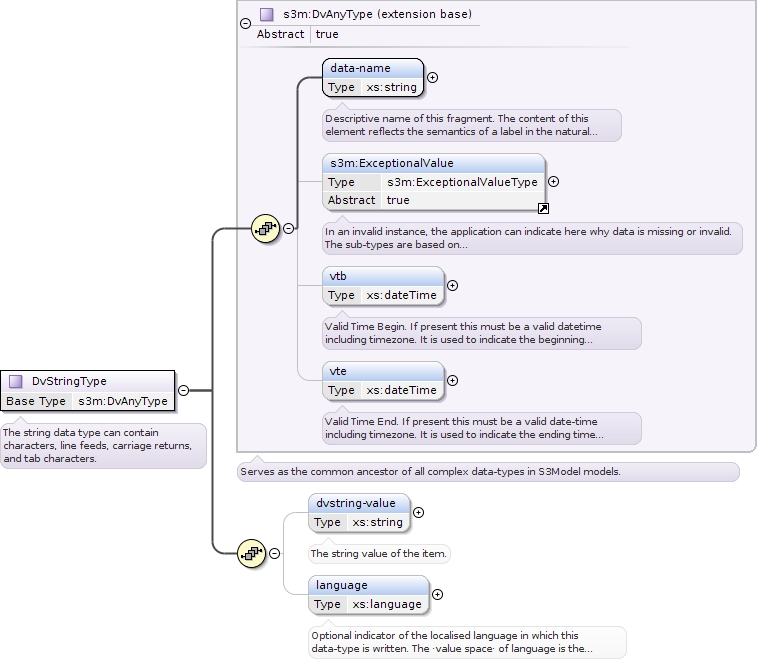 s3m:DvAnyType (extension base)
Abstract true
data-name
Type xs:string
Descriptive name of this fragment. The content of this
element reflects the semantics of a label in the natural...
s3m:ExceptionalValue
Type s3m:ExceptionalValueType
Abstract true
In an invalid instance, the application can indicate here why data is missing or invalid.
The sub-types are based on...
vtb
Type xs:dateTime
Valid Time Begin. If present this must be a valid datetime
including timezone. It is used to indicate the beginning...
vte
Type xs:dateTime
Valid Time End. If present this must be a valid date-time
including timezone. It is used to indicate the ending time...
DvStringType
Base Type s3m:DvAnyType
The string data type can contain
characters, line feeds, carriage returns,
and tab characters.
Serves as the common ancestor of all complex data-types in S3Model models.
dvstring-value
Type xs:string
The string value of the item.
language
Type xs:language
Optional indicator of the localised language in which this
data-type is written. The ·value space· of language is the...